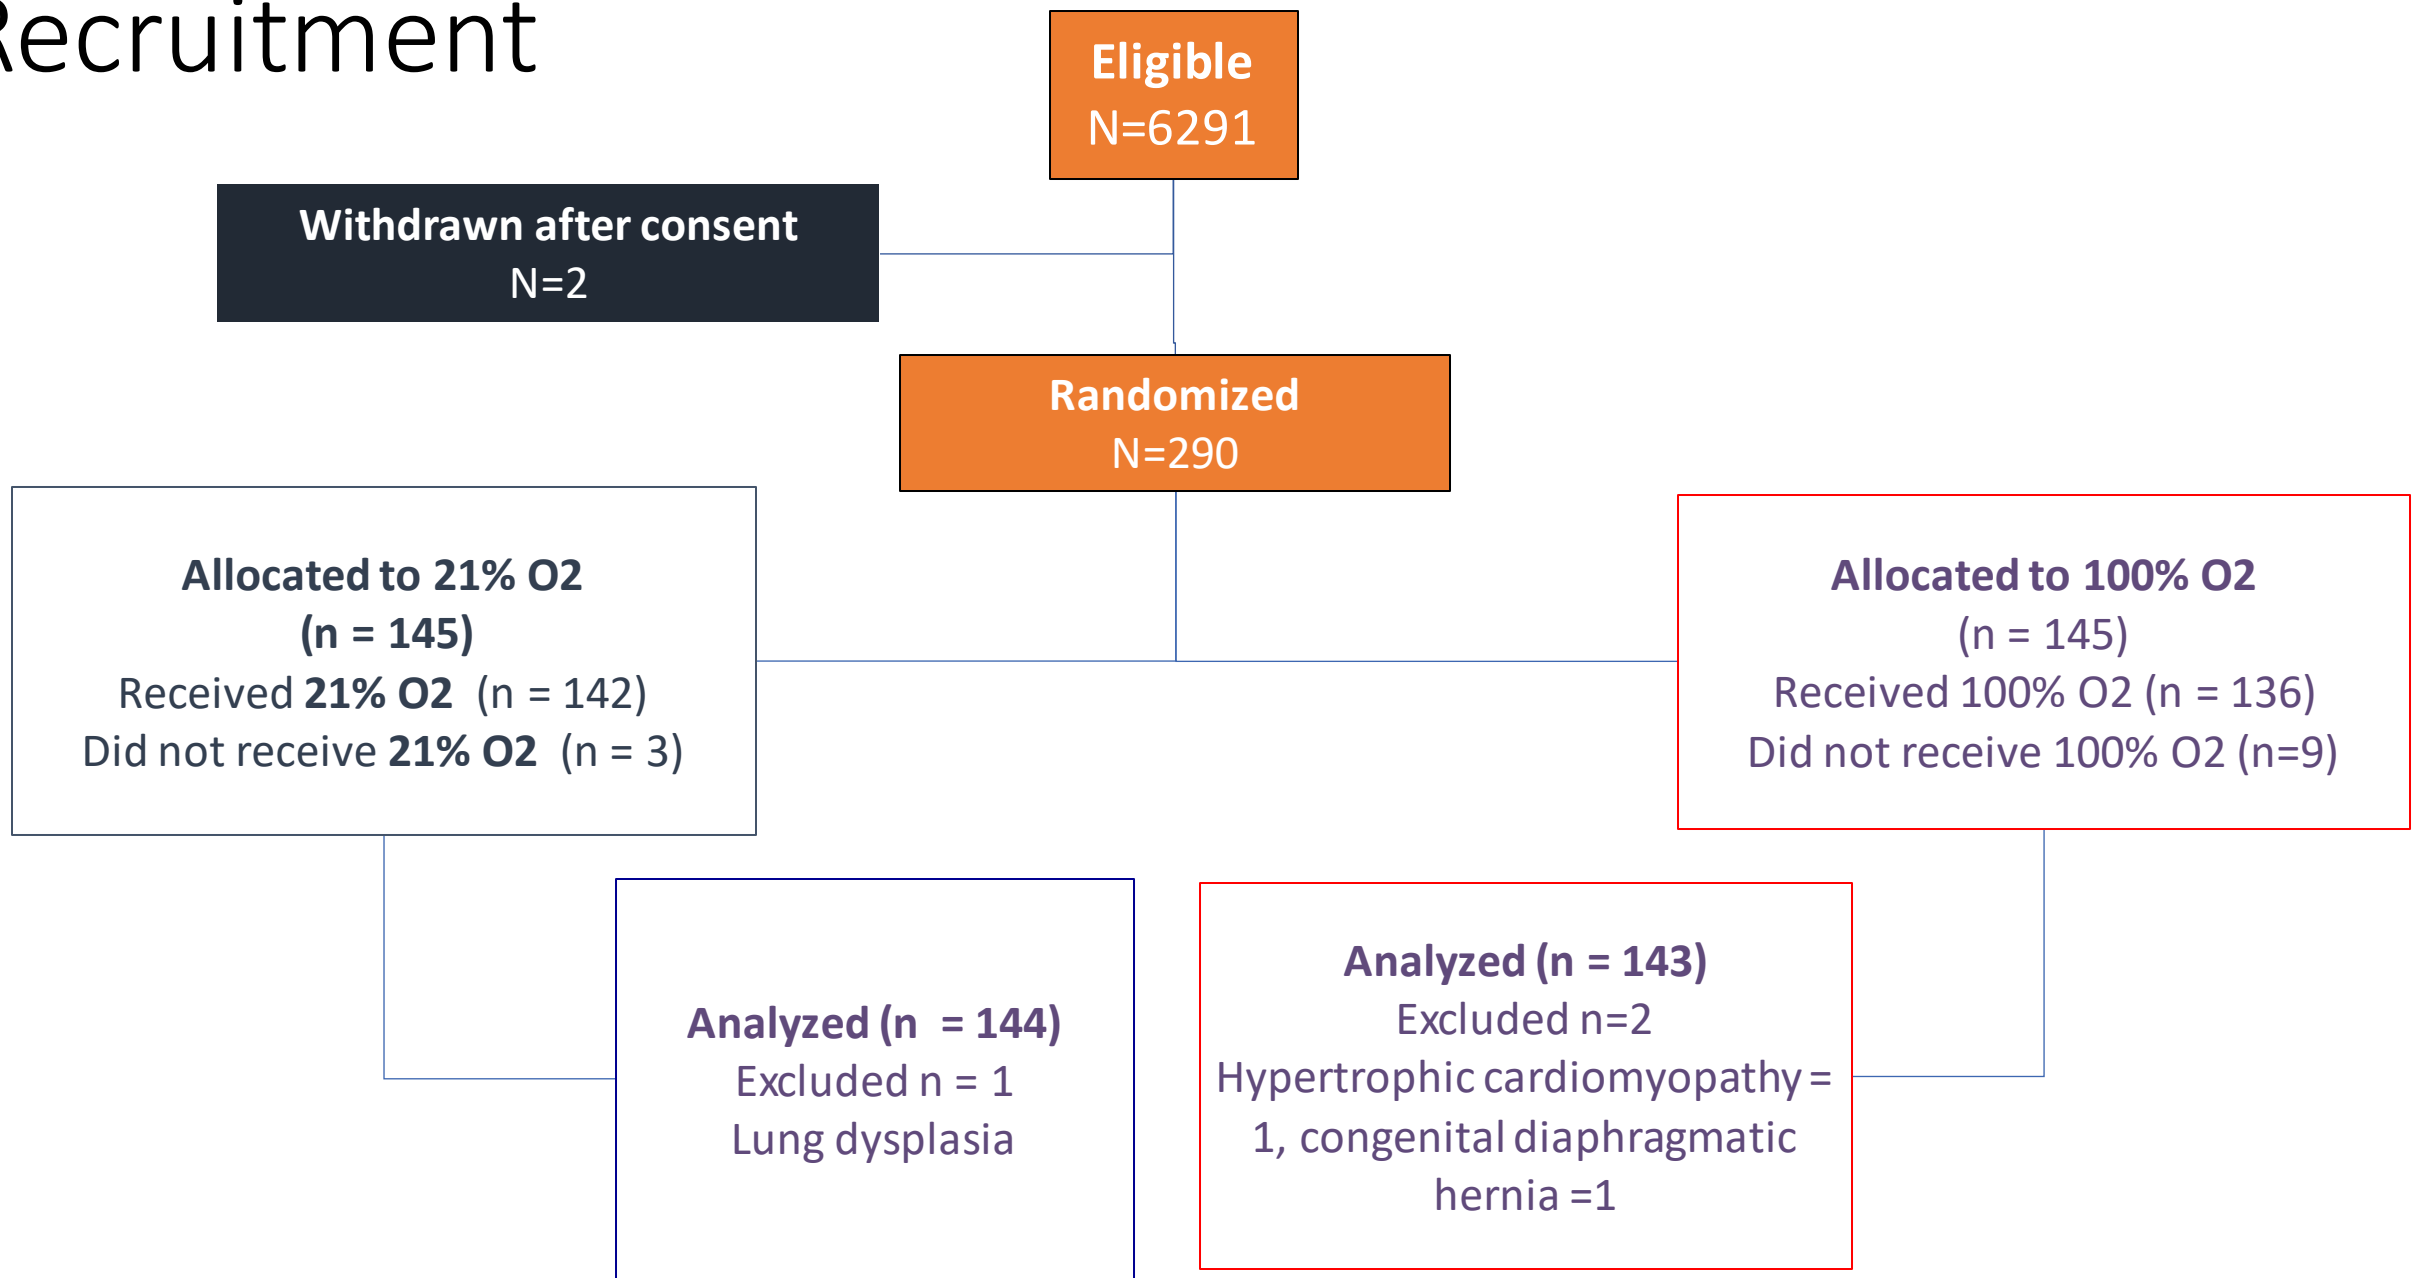 Recruitment
Eligible
N=6291
Withdrawn after consent
N=2
Randomized
N=290
Allocated to 21% O2
(n = 145)
Received 21% O2 (n = 142)
Did not receive 21% O2 (n = 3)
Allocated to 100% O2
(n = 145)
Received 100% O2 (n = 136)
Did not receive 100% O2 (n=9)
Analyzed (n = 144)
Excluded n = 1
Lung dysplasia
Analyzed (n = 143)
Excluded n=2
Hypertrophic cardiomyopathy =
1, congenital diaphragmatic
hernia =1